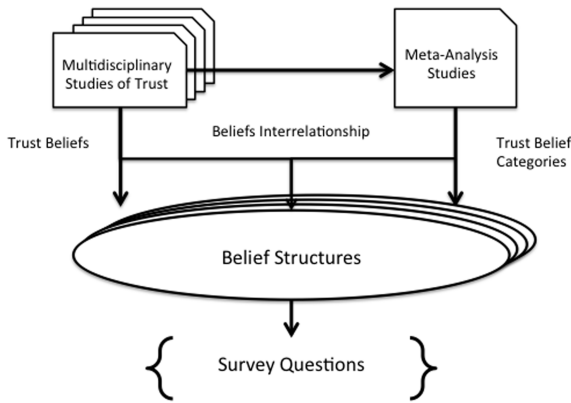 Multidisciplinary
Studies of Trust
Meta-Analysis
Studies
Trust Beliefs
Beliefs Interrelationship
Trust Belief
Categories
Belief Structures
Survey Questions